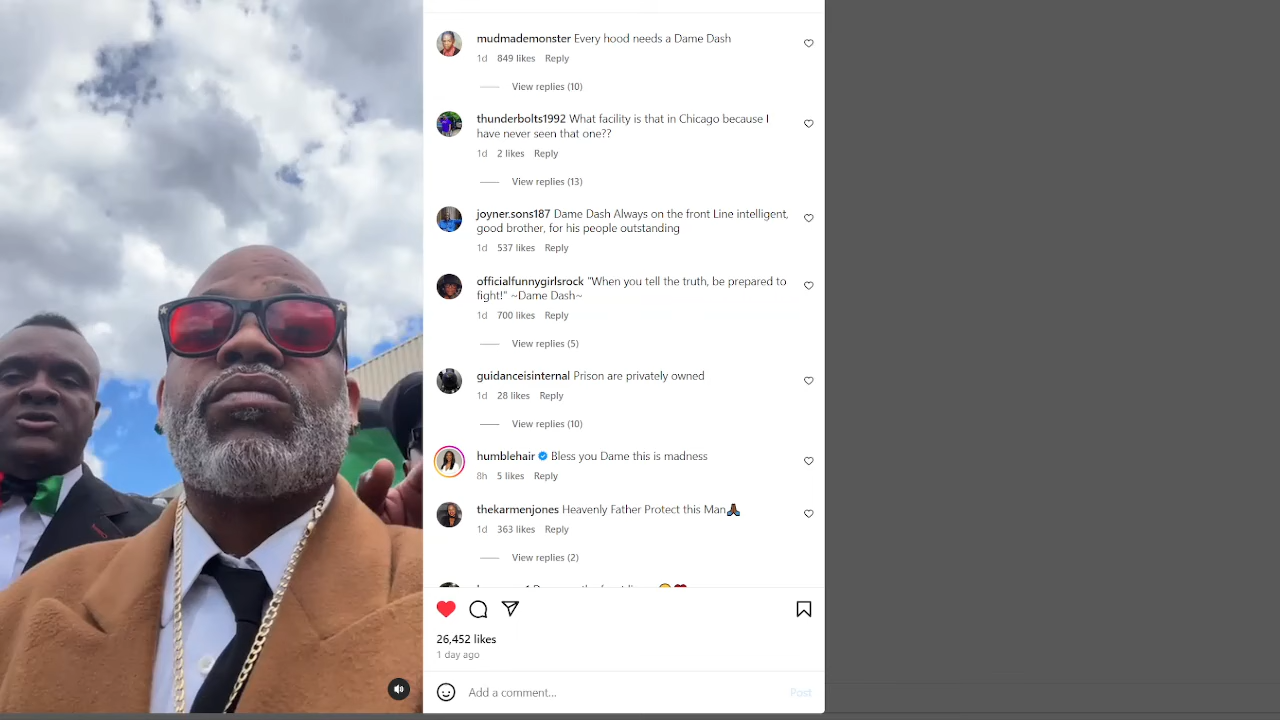 mudmademonster Every hood needs a Dame Dash
1d 849 likes Reply
View replies (10)
thunderbolts1992 What facility is that in Chicago because I
have never seen that one??
1d 2 likes Reply
View replies (13)
joyner.sons187 Dame Dash Always on the front Line intelligent,
good brother, for his people outstanding
1d 537 likes Reply
officialfunnygirlsrock "When you tell the truth, be prepared to
fight!" ~Dame Dash~
1d 700 likes Reply
View replies (5)
guidanceisinternal Prison are privately owned
1d 28 likes Reply
View replies (10)
humblehair Bless you Dame this is madness
8h 5 likes Reply
thekarmenjones Heavenly Father Protect this Man🙏🏾
1d 363 likes Reply
View replies (2)
26,452 likes
1 day ago
Add a comment...
Post